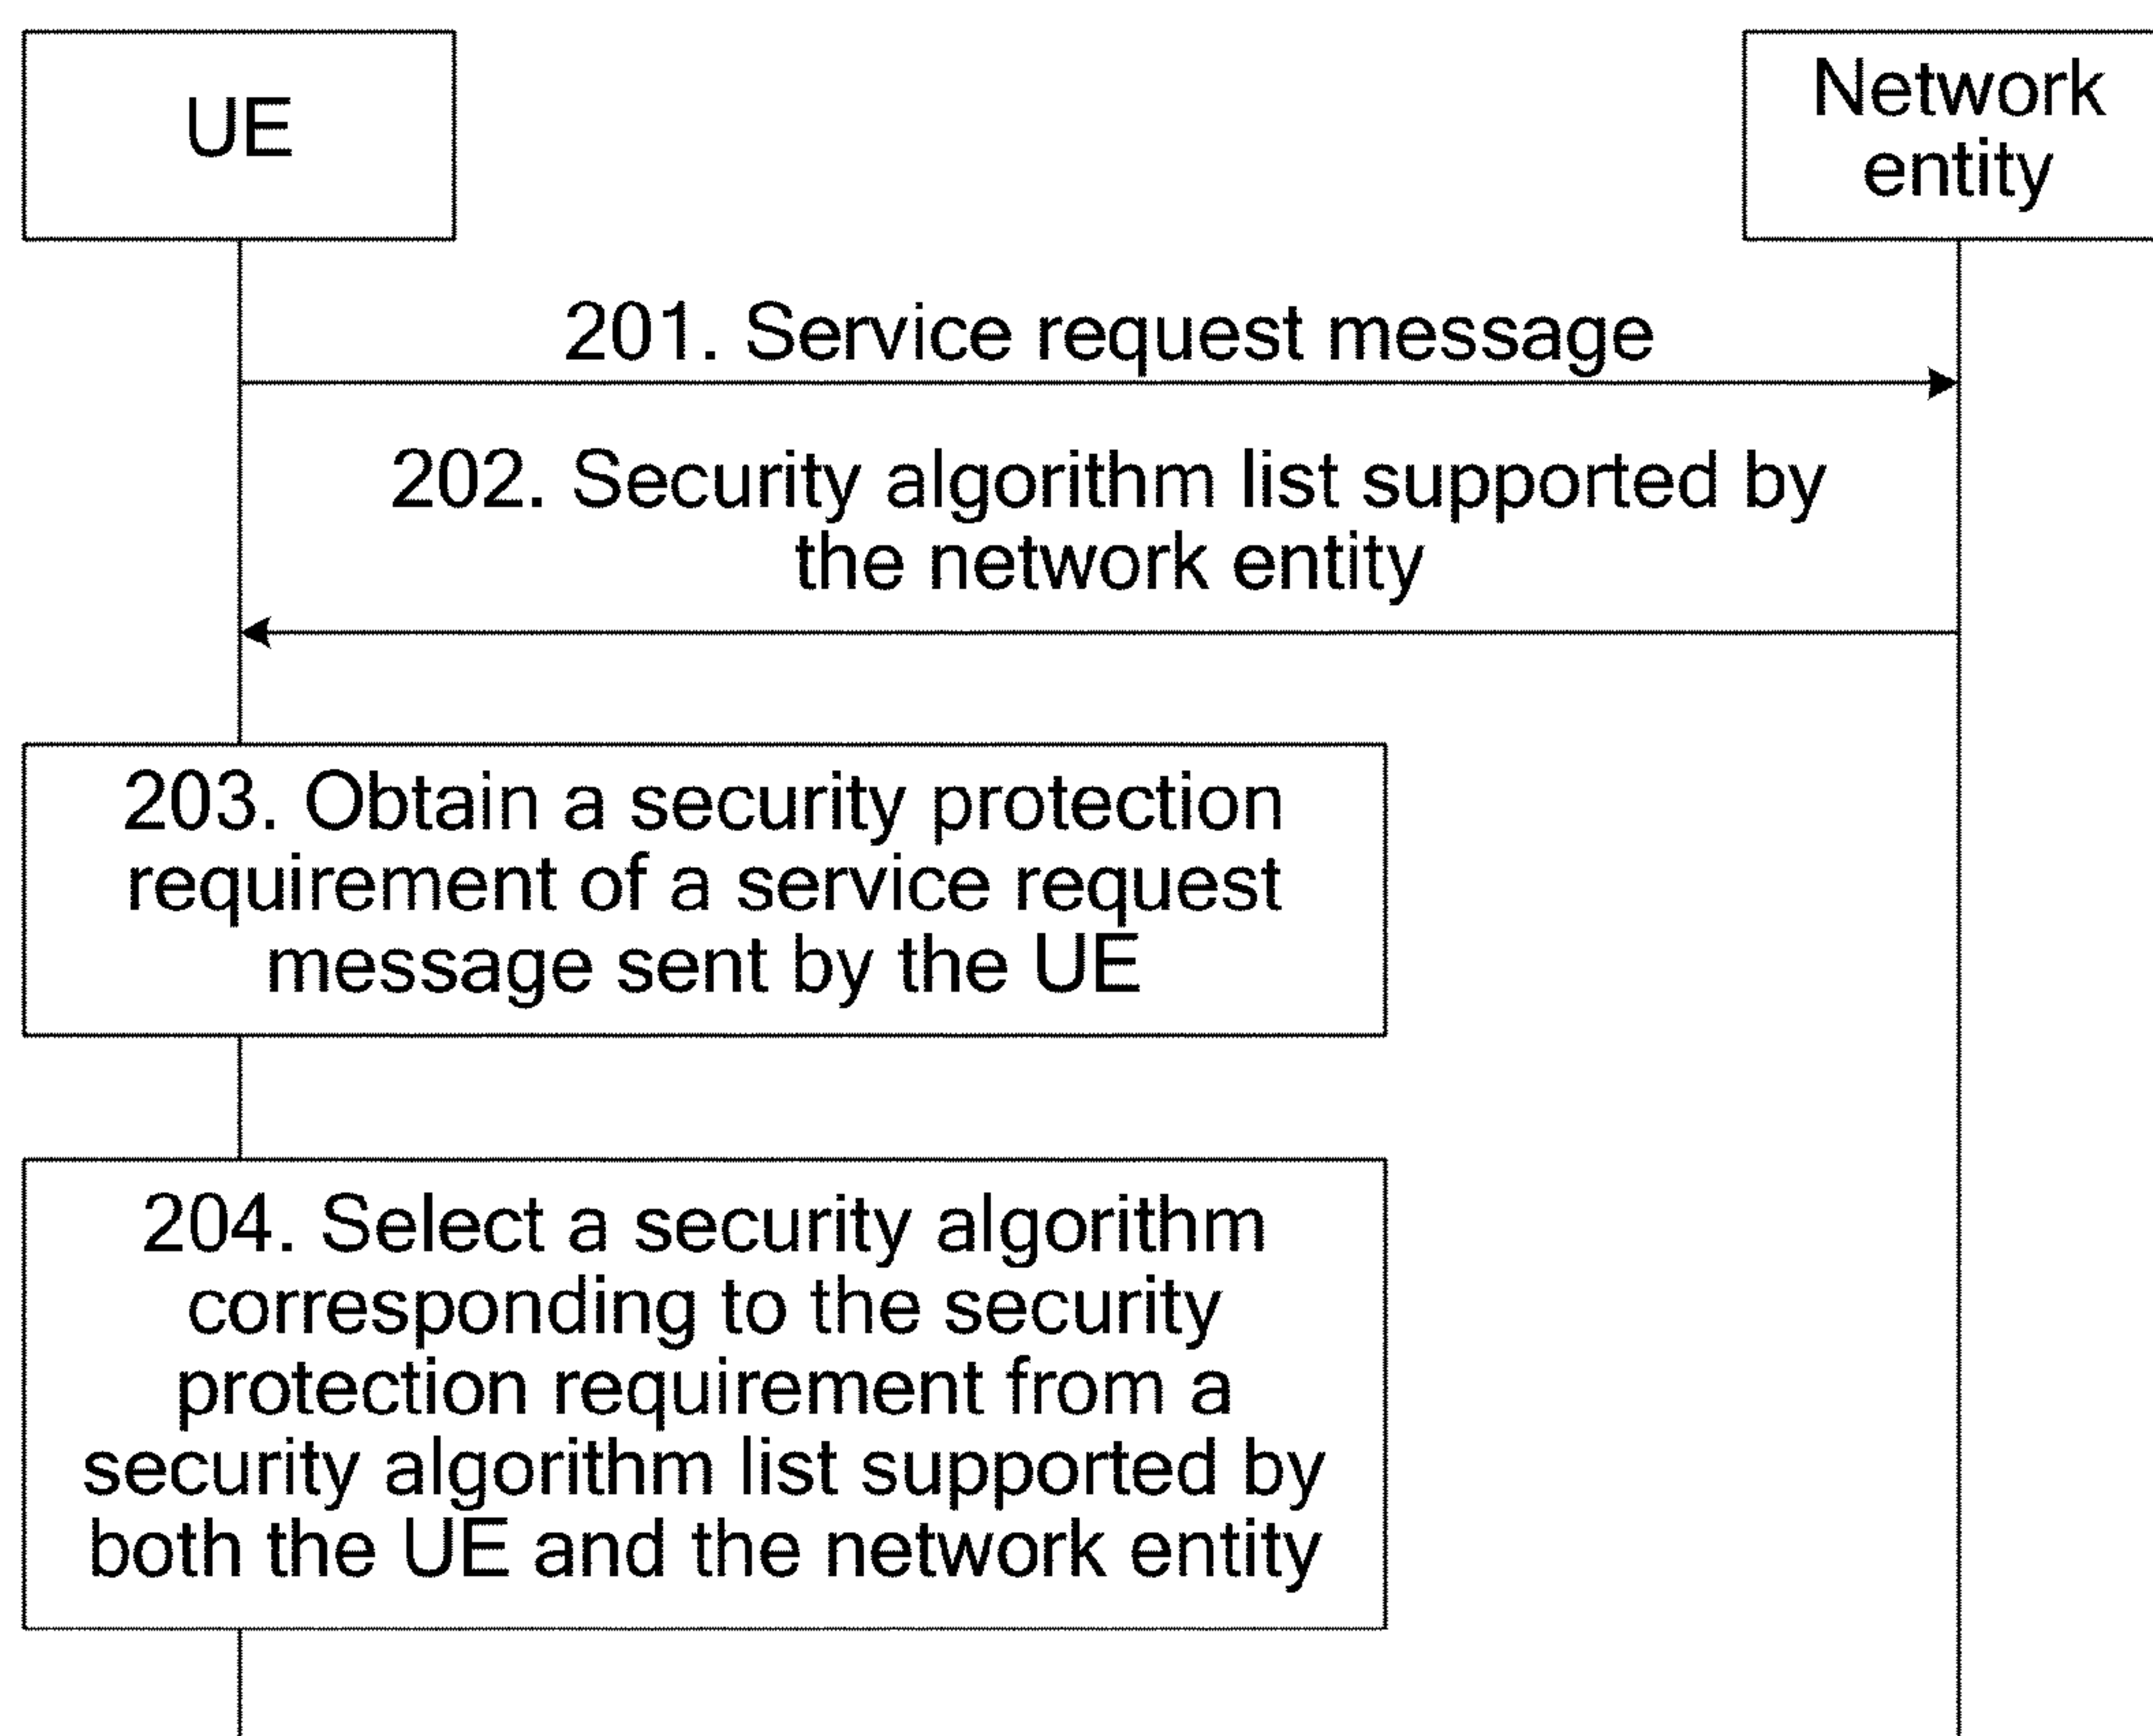 UE
Network
entity
201. Service request message
202. Security algorithm list supported by
the network entity
203. Obtain a security protection
requirement of a service request
message sent by the UE
204. Select a security algorithm
corresponding to the security
protection requirement from a
security algorithm list supported by
both the UE and the network entity